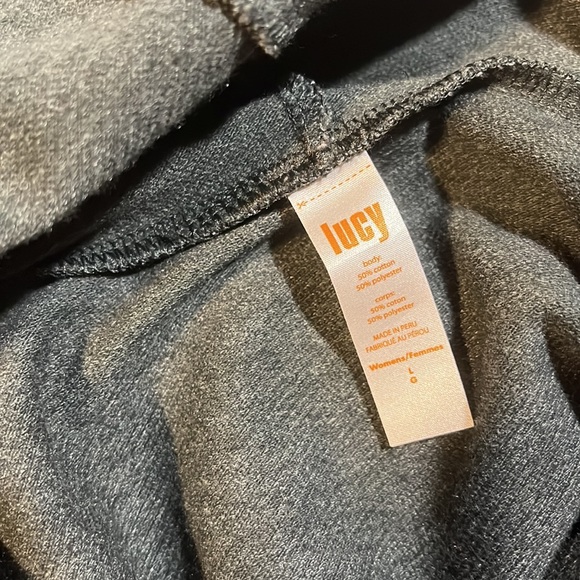 lucy
body
50% cotton
50% polyester
corps:
50% coton
50% polyester
MADE IN PERU
FABRIQUÉ AU PÉROU
Womens/Femmes
L
G